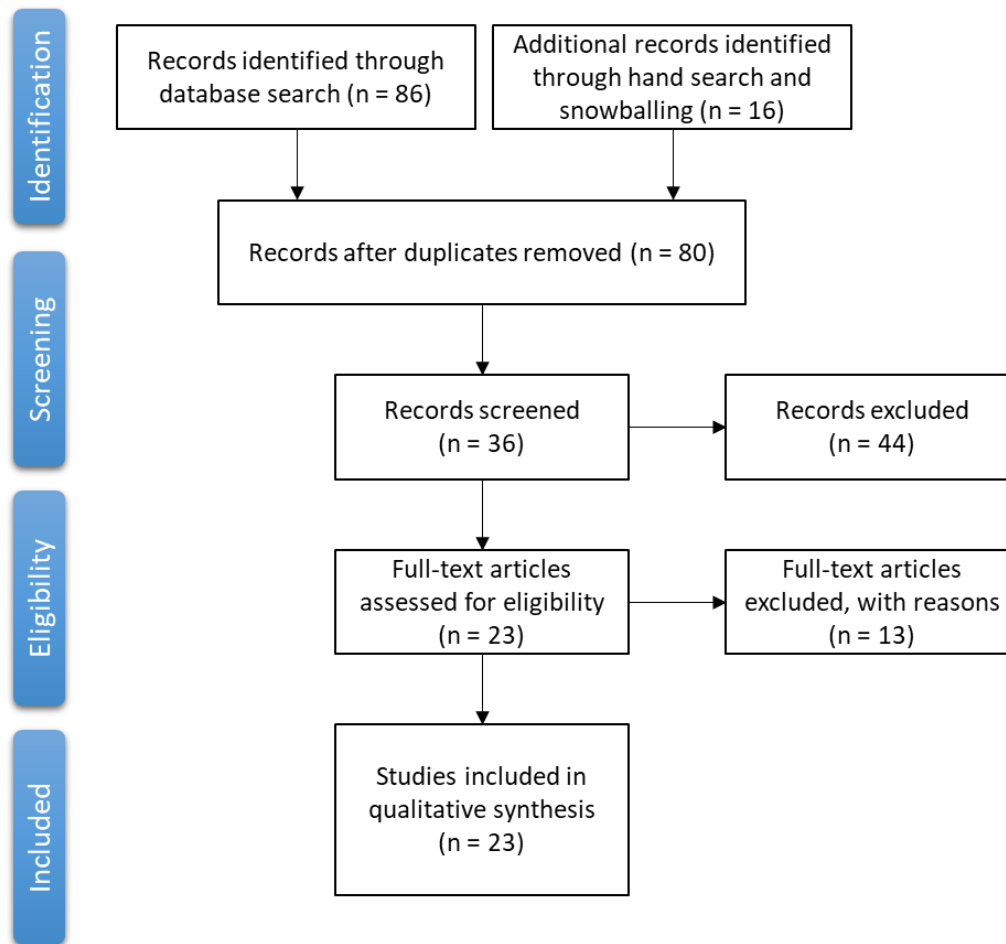 Identification
Records identified through
database search (n = 86)
Additional records identified
through hand search and
snowballing (n = 16)
Records after duplicates removed (n = 80)
Screening
Records screened
(n = 36)
Records excluded
(n = 44)
Eligibility
Full-text articles
assessed for eligibility
(n = 23)
Full-text articles
excluded, with reasons
(n = 13)
Included
Studies included in
qualitative synthesis
(n = 23)